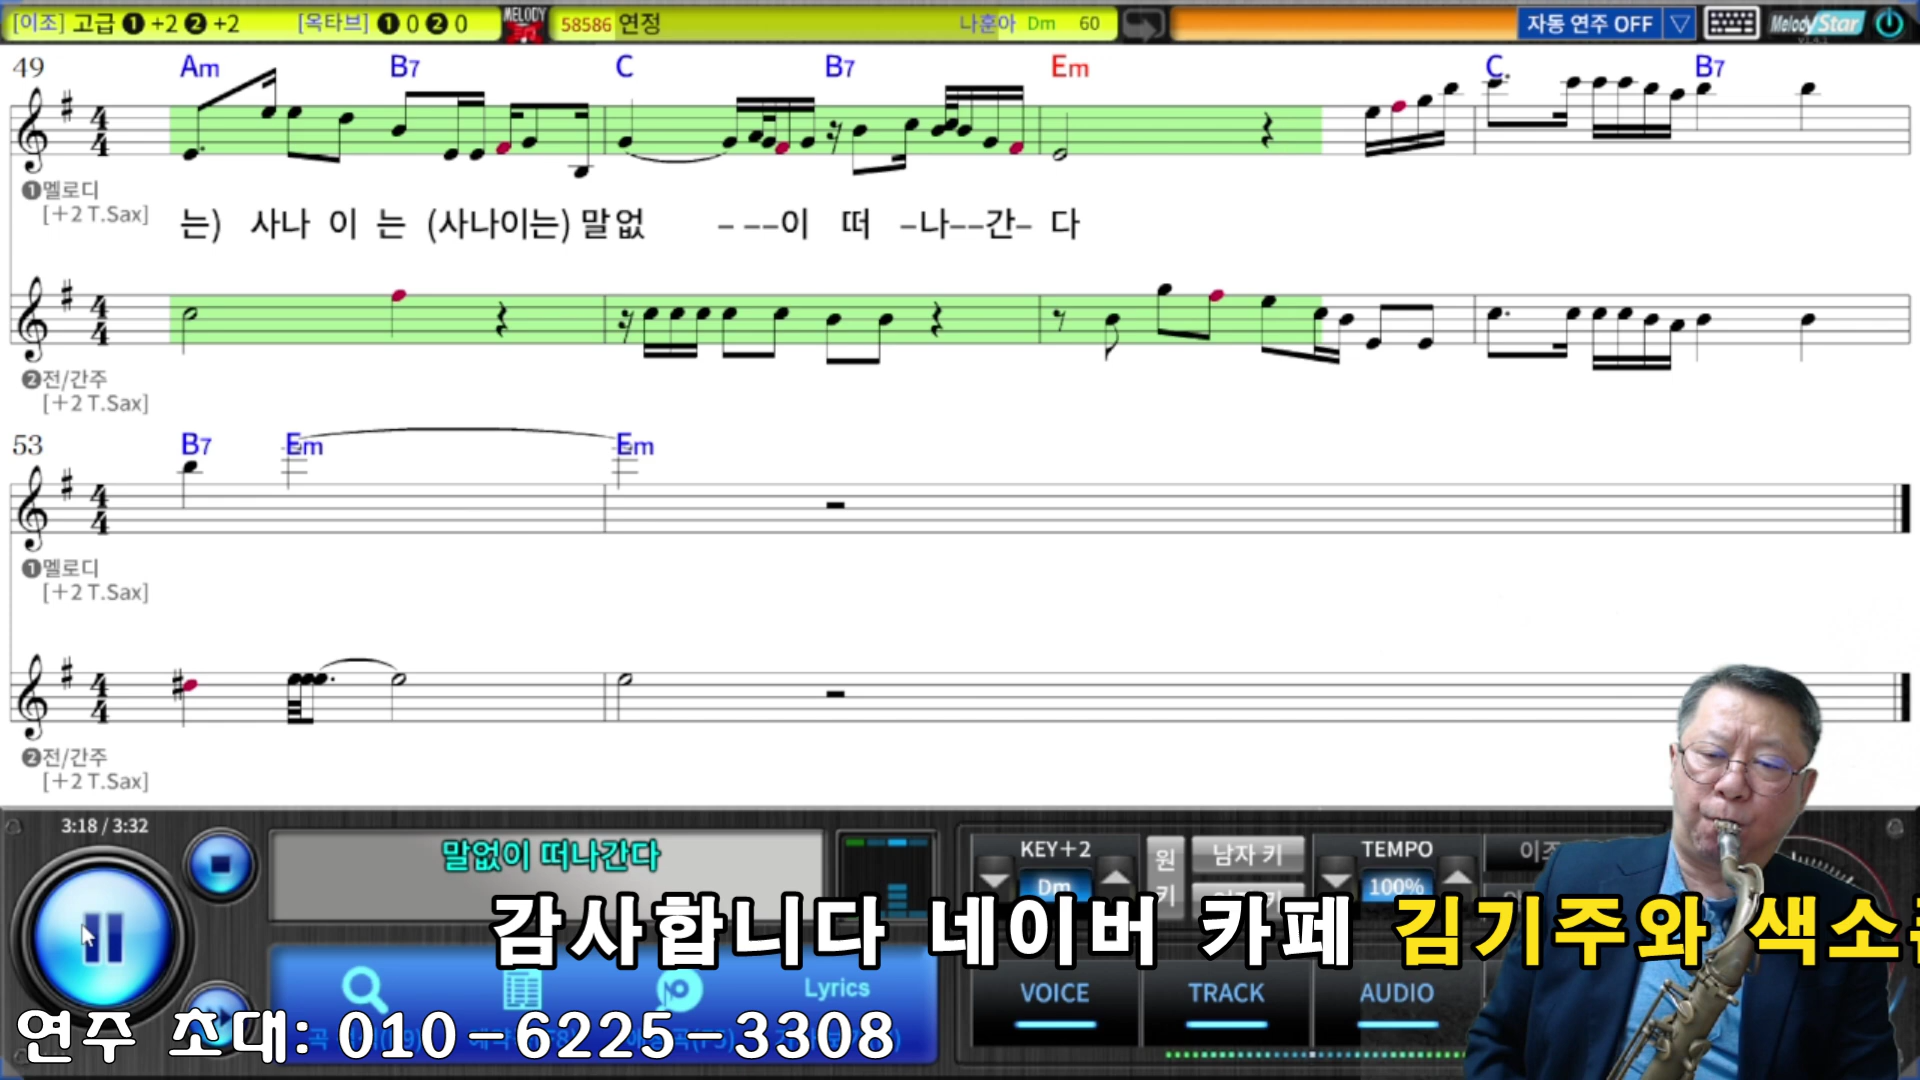 [이조] 고급 ❶ +2 ❷ +2 [옥타브] ❶ 0 ❷ 0 MELODY 58586 연정 나훈아 Dm 60 자동 연주 OFF ▽ MelodyStar
49 Am B7 C B7 Em C B7
❶멜로디
[+2 T.Sax]
는) 사나 이 는 (사나이는) 말없 – – – –이 떠 –나– –간– 다
❷전/간주
[+2 T.Sax]
53 B7 Em Em
❶멜로디
[+2 T.Sax]
❷전/간주
[+2 T.Sax]
3:18 / 3:32
말없이 떠나간다
KEY+2 원키 남자 키 TEMPO
Dm 100%
감사합니다 네이버 카페 김기주와 색소
Lyrics VOICE TRACK AUDIO
연주 초대: 010-6225-3308